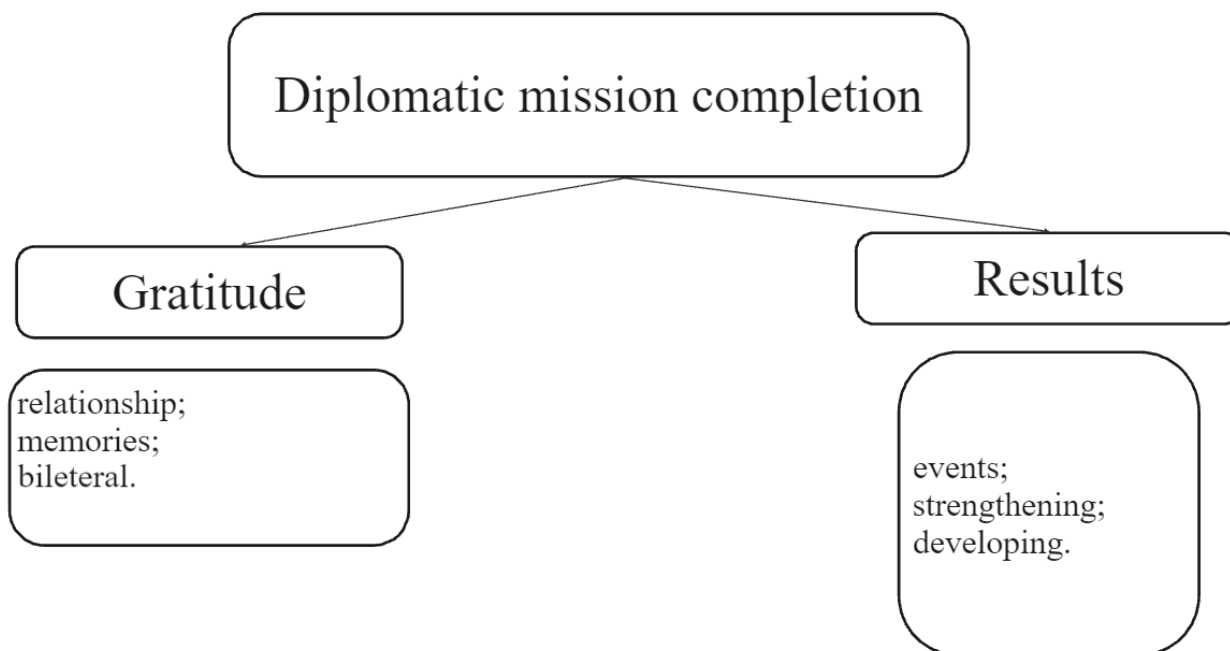 Diplomatic mission completion
Gratitude
Results
relationship;
memories;
bileteral.
events;
strengthening;
developing.